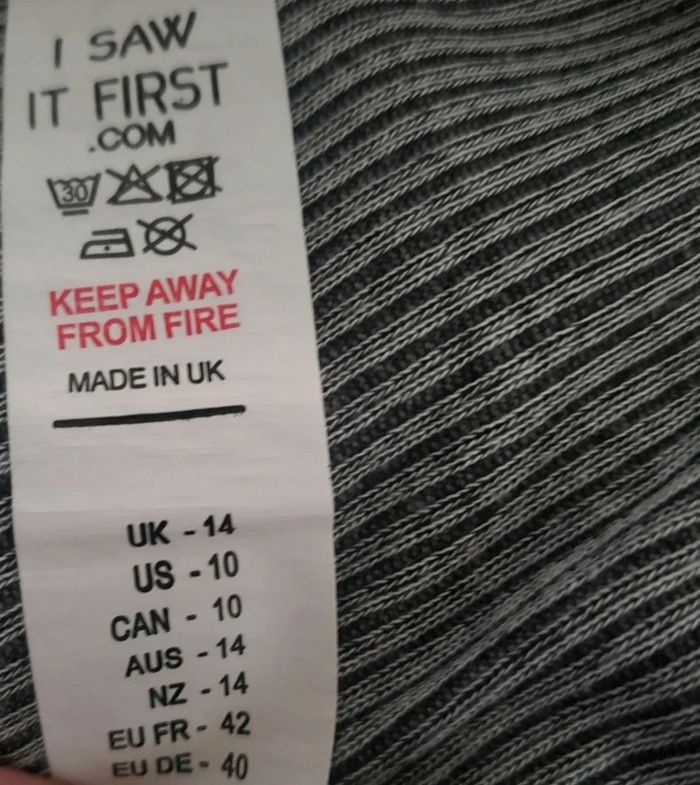 I SAW
IT FIRST
.COM
30
KEEP AWAY
FROM FIRE
MADE IN UK
UK - 14
US - 10
CAN - 10
AUS - 14
NZ - 14
EU FR - 42
EU DE - 40